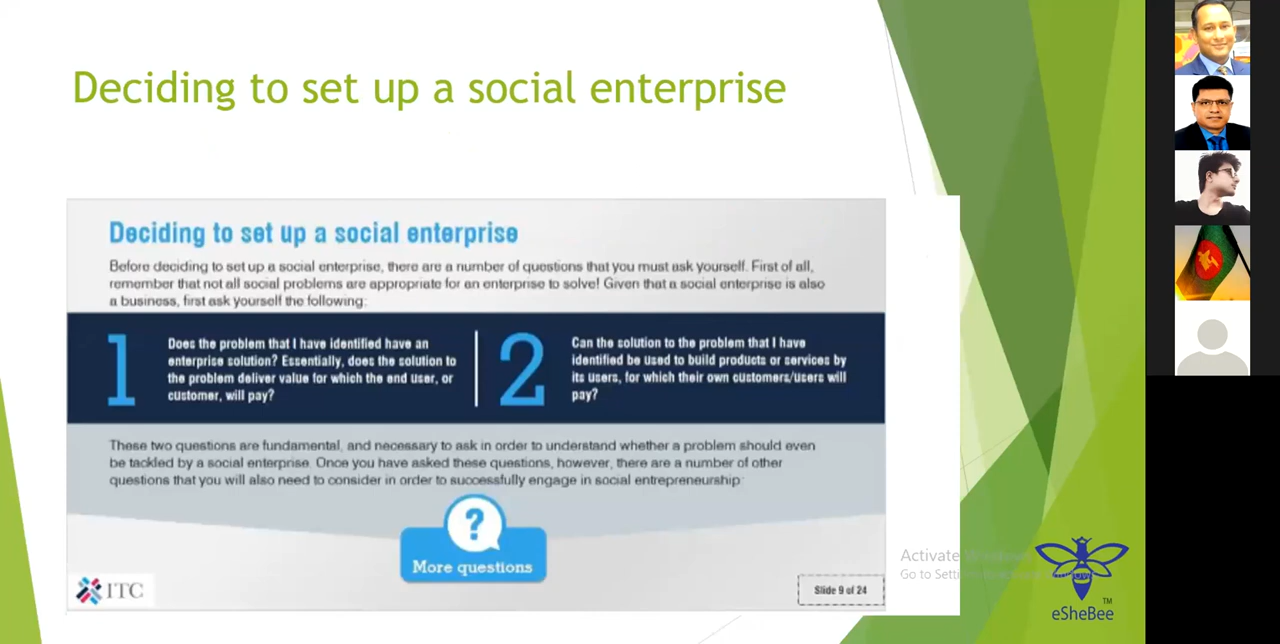 Deciding to set up a social enterprise
Deciding to set up a social enterprise
Before deciding to set up a social enterprise, there are a number of questions that you must ask yourself. First of all,
remember that not all social problems are appropriate for an enterprise to solve! Given that a social enterprise is also
a business, first ask yourself the following:
1
Does the problem that I have identified have an
enterprise solution? Essentially, does the solution to
the problem deliver value for which the end user, or
customer, will pay?
2
Can the solution to the problem that I have
identified be used to build products or services by
its users, for which their own customers/users will
pay?
These two questions are fundamental, and necessary to ask in order to understand whether a problem should even
be tackled by a social enterprise. Once you have asked these questions, however, there are a number of other
questions that you will also need to consider in order to successfully engage in social entrepreneurship:
?
More questions
ITC
Slide 9 of 24
Activate
Go to
TM
eSheBee